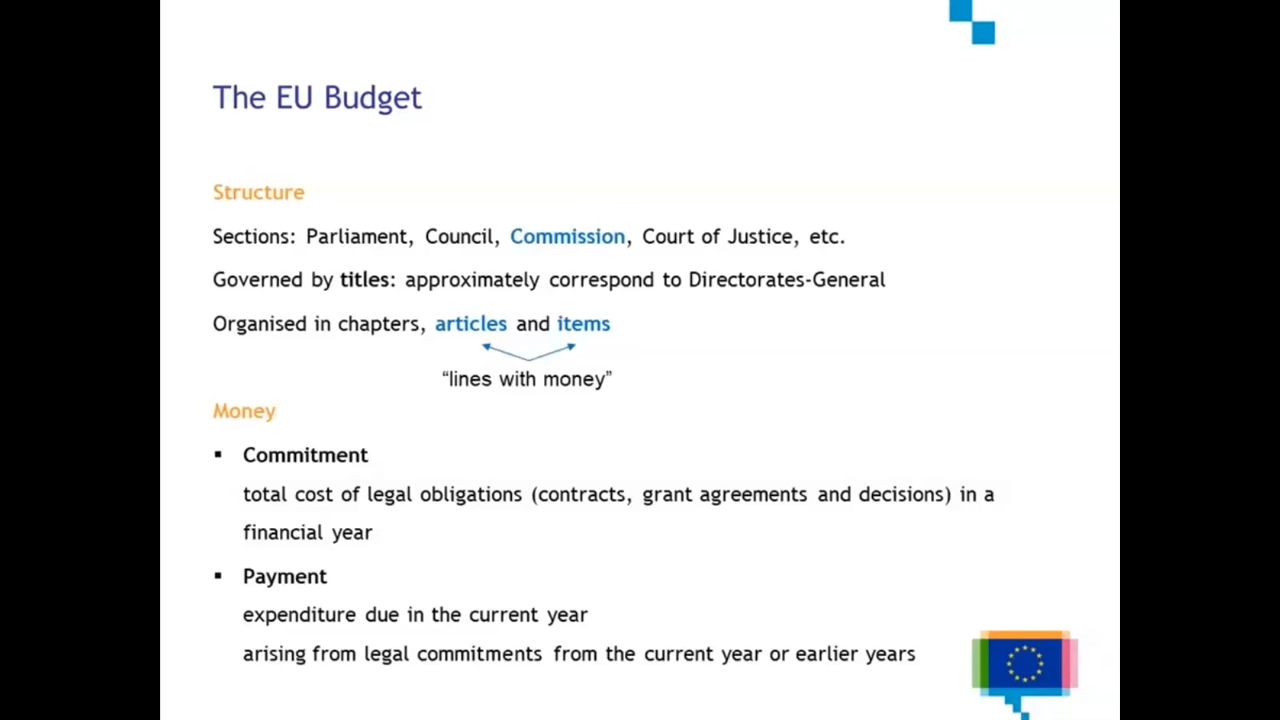 The EU Budget
Structure
Sections: Parliament, Council, Commission, Court of Justice, etc.
Governed by titles: approximately correspond to Directorates-General
Organised in chapters, articles and items
“lines with money”
Money
▪ Commitment
total cost of legal obligations (contracts, grant agreements and decisions) in a
financial year
▪ Payment
expenditure due in the current year
arising from legal commitments from the current year or earlier years